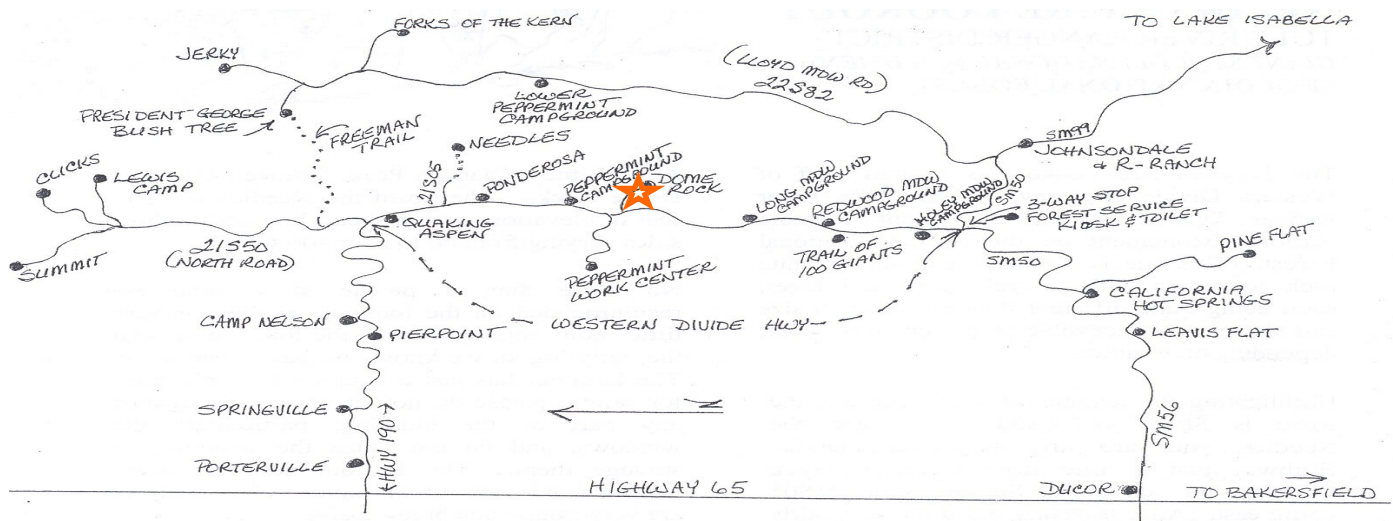 FORKS OF THE KERN
TO LAKE ISABELLA
JERKY
(LLOYD MDW RD)
22S82
LOWER
PEPPERMINT
CAMPGROUND
PRESIDENT GEORGE
BUSH TREE
FREEMAN
TRAIL
NEEDLES
21S05
PONDEROSA
PEPPERMINT
CAMPGROUND
DOME
ROCK
SM99
JOHNSONDALE
& R-RANCH
CLICKS
LEWIS
CAMP
LONG MDW
CAMPGROUND
REDWOOD MDW
CAMPGROUND
HOLEY MDW
CAMPGROUND
SM50
3-WAY STOP
FOREST SERVICE
KIOSK & TOILET
QUAKING
ASPEN
21S50
(NORTH ROAD)
SUMMIT
TRAIL OF
100 GIANTS
SM50
PINE FLAT
PEPPERMINT
WORK CENTER
CALIFORNIA
HOT SPRINGS
CAMP NELSON
PIERPOINT
WESTERN DIVIDE HWY
LEAVIS FLAT
SPRINGVILLE
N
HWY 190
SM56
PORTERVILLE
HIGHWAY 65
DUCOR
TO BAKERSFIELD